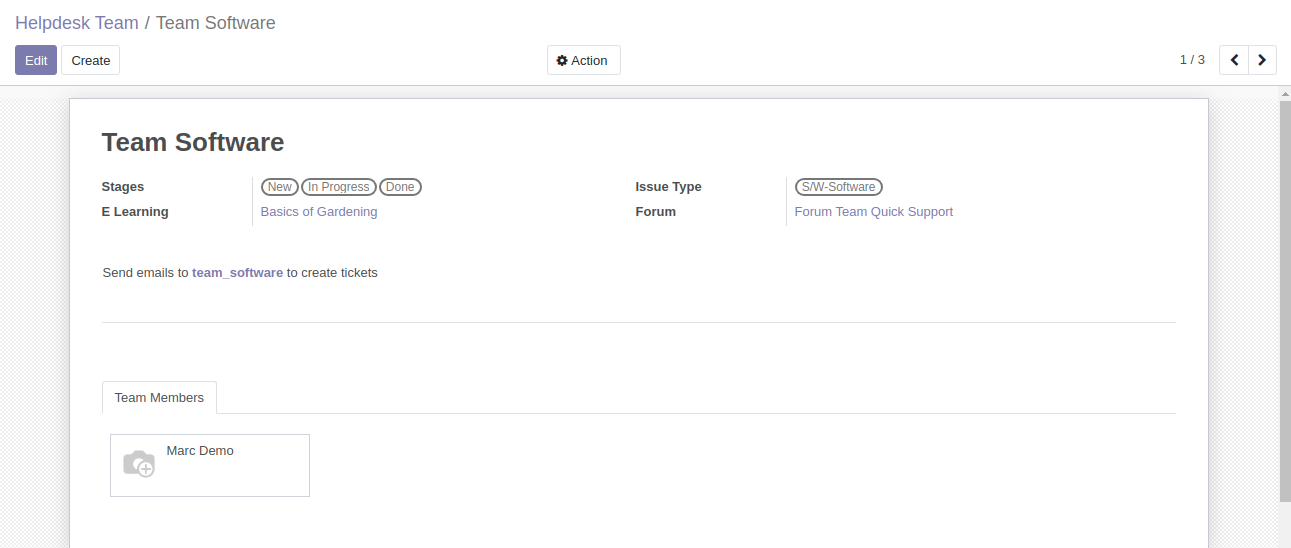 Helpdesk Team / Team Software
Edit Create Action 1 / 3
Team Software
Stages New In Progress Done Issue Type S/W-Software
E Learning Basics of Gardening Forum Forum Team Quick Support
Send emails to team_software to create tickets
Team Members
Marc Demo